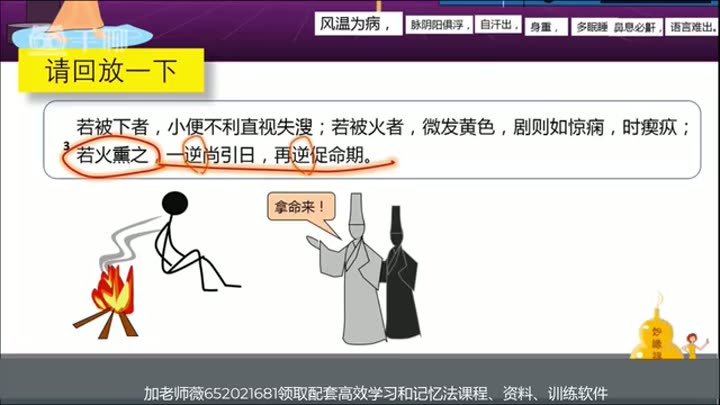 千聊
风温为病，
脉阴阳俱浮，
自汗出，
身重，
多眠睡
鼻息必鼾，
语言难出。
请回放一下
若被下者，小便不利直视失溲；若被火者，微发黄色，剧则如惊痫，时瘈疭；
3
若火熏之，一逆尚引日，再逆促命期。
拿命来！
加老师薇652021681领取配套高效学习和记忆法课程、资料、训练软件